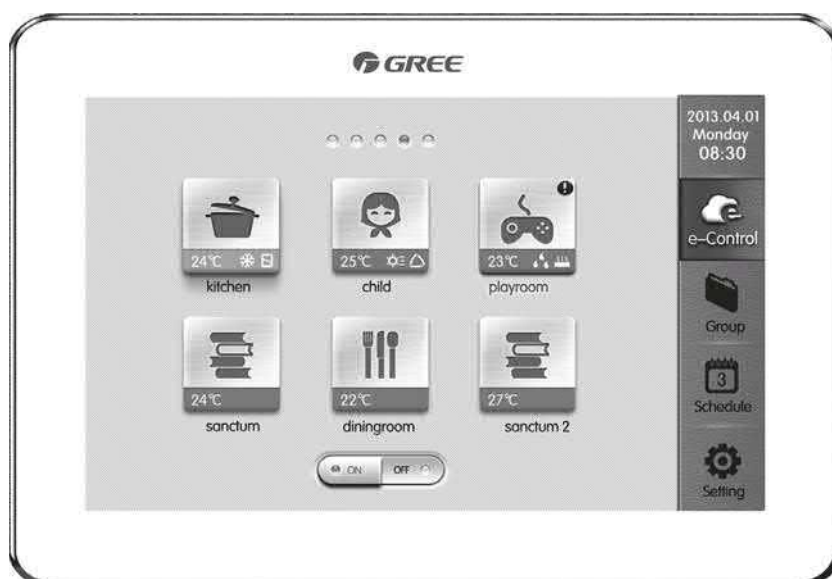 GREE
2013.04.01
Monday
08:30
e-Control
Group
3
Schedule
Setting
24℃
kitchen
25℃
child
23℃
playroom
24℃
sanctum
22℃
diningroom
27℃
sanctum 2
ON
OFF